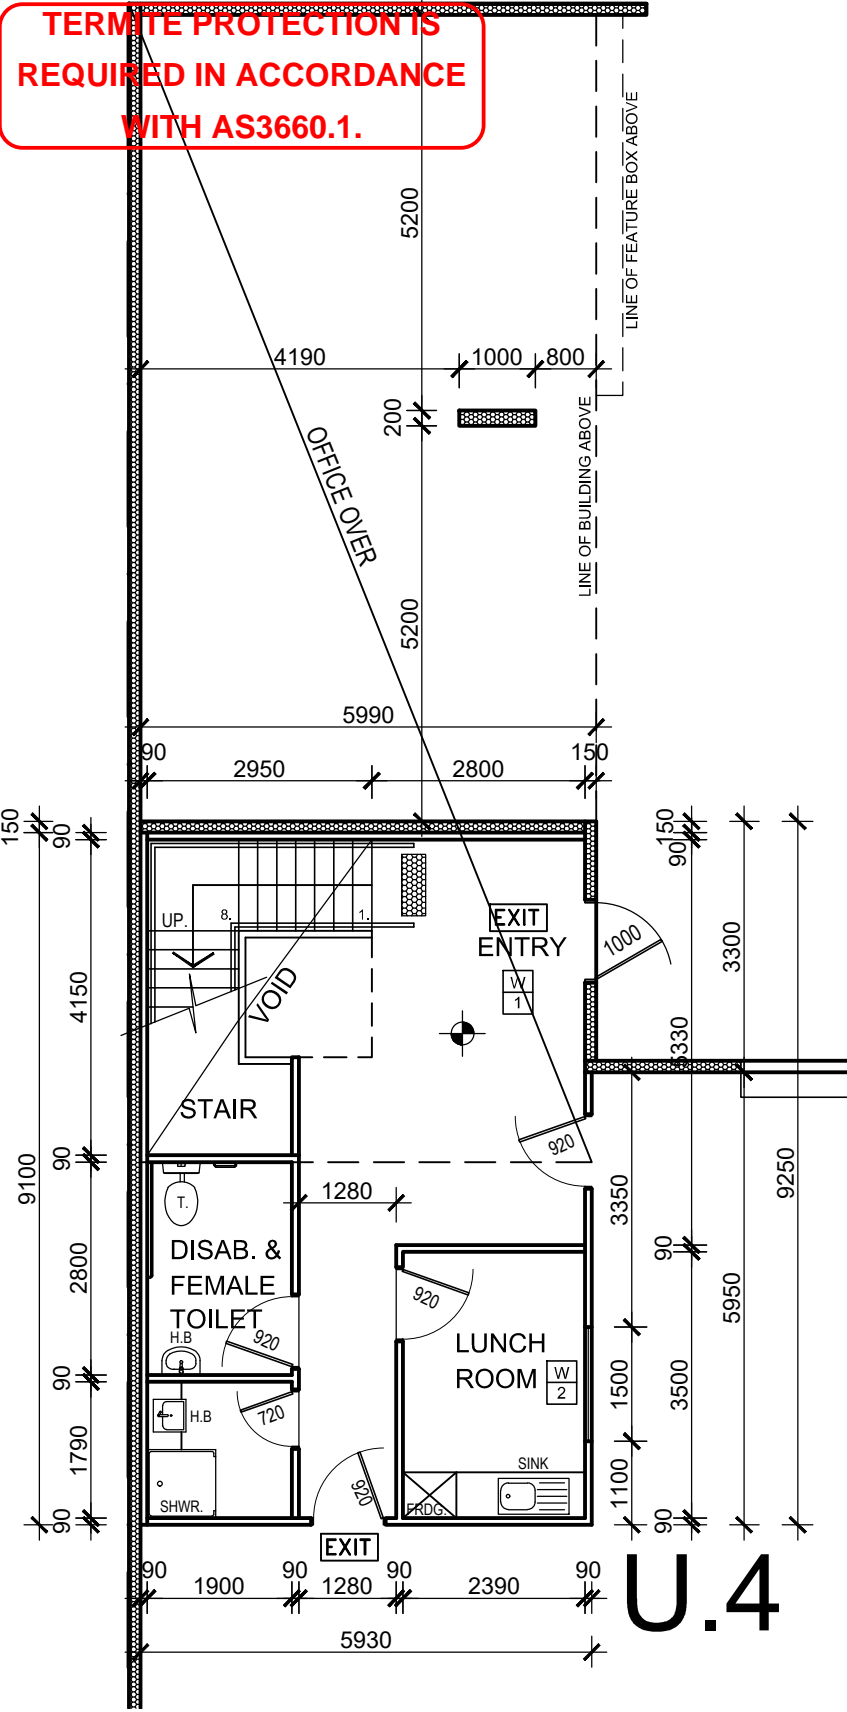 TERMITE PROTECTION IS
REQUIRED IN ACCORDANCE
WITH AS3660.1.
LINE OF FEATURE BOX ABOVE
5200
4190
1000
800
200
OFFICE OVER
LINE OF BUILDING ABOVE
5200
5990
90
2950
2800
150
150
90
150
90
UP.
8.
1.
EXIT
ENTRY
W
1
1000
VOID
4150
3300
5330
STAIR
920
9100
90
T.
1280
3350
9250
DISAB. &
FEMALE
TOILET
2800
90
5950
920
H.B
920
LUNCH
ROOM
W
2
1500
3500
90
H.B
720
1790
SINK
1100
920
SHWR.
FRDG.
90
90
EXIT
90
1900
90
1280
90
2390
90
5930
U.4